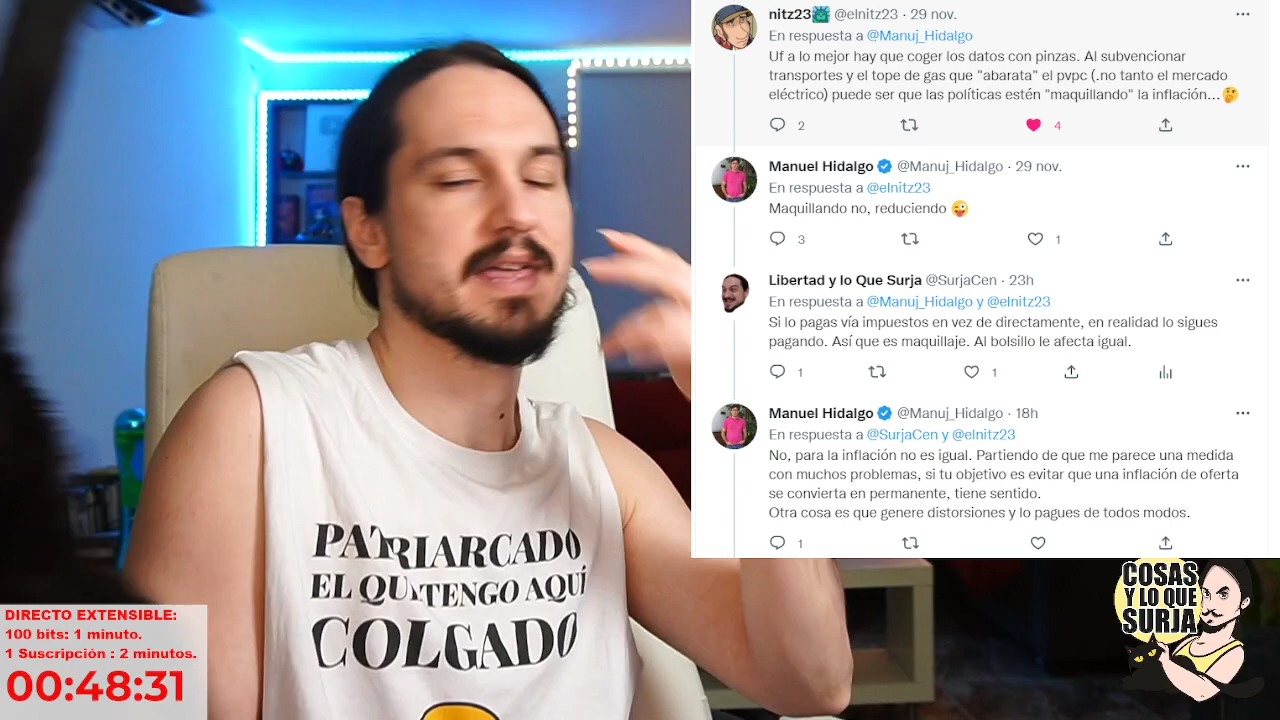 nitz23 @elnitz23 · 29 nov.
En respuesta a @Manuj_Hidalgo
Uf a lo mejor hay que coger los datos con pinzas. Al subvencionar
transportes y el tope de gas que "abarata" el pvpc (.no tanto el mercado
eléctrico) puede ser que las políticas estén "maquillando" la inflación...
2 4
Manuel Hidalgo @Manuj_Hidalgo · 29 nov.
En respuesta a @elnitz23
Maquillando no, reduciendo
3 1
Libertad y lo Que Surja @SurjaCen · 23h
En respuesta a @Manuj_Hidalgo y @elnitz23
Si lo pagas vía impuestos en vez de directamente, en realidad lo sigues
pagando. Así que es maquillaje. Al bolsillo le afecta igual.
1 1
Manuel Hidalgo @Manuj_Hidalgo · 18h
En respuesta a @SurjaCen y @elnitz23
No, para la inflación no es igual. Partiendo de que me parece una medida
con muchos problemas, si tu objetivo es evitar que una inflación de oferta
se convierta en permanente, tiene sentido.
Otra cosa es que genere distorsiones y lo pagues de todos modos.
1
PATRIARCADO
EL QUE TENGO AQUÍ
COLGADO
DIRECTO EXTENSIBLE:
100 bits: 1 minuto.
1 Suscripción : 2 minutos.
00:48:31
COSAS
Y LO QUE
SURJA